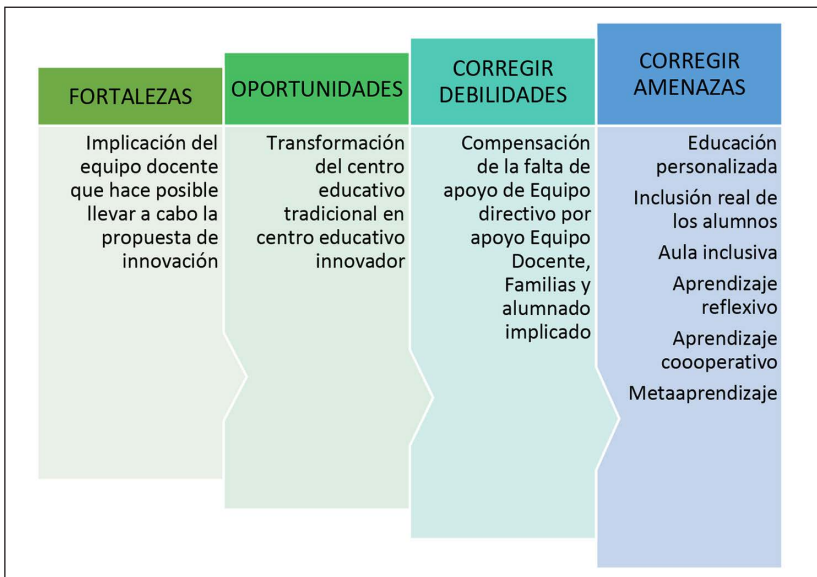 FORTALEZAS
Implicación del
equipo docente
que hace posible
llevar a cabo la
propuesta de
innovación
OPORTUNIDADES
Transformación
del centro
educativo
tradicional en
centro educativo
innovador
CORREGIR
DEBILIDADES
Compensación
de la falta de
apoyo de Equipo
directivo por
apoyo Equipo
Docente,
Familias y
alumnado
implicado
CORREGIR
AMENAZAS
Educación
personalizada
Inclusión real de
los alumnos
Aula inclusiva
Aprendizaje
reflexivo
Aprendizaje
coooperativo
Metaaprendizaje